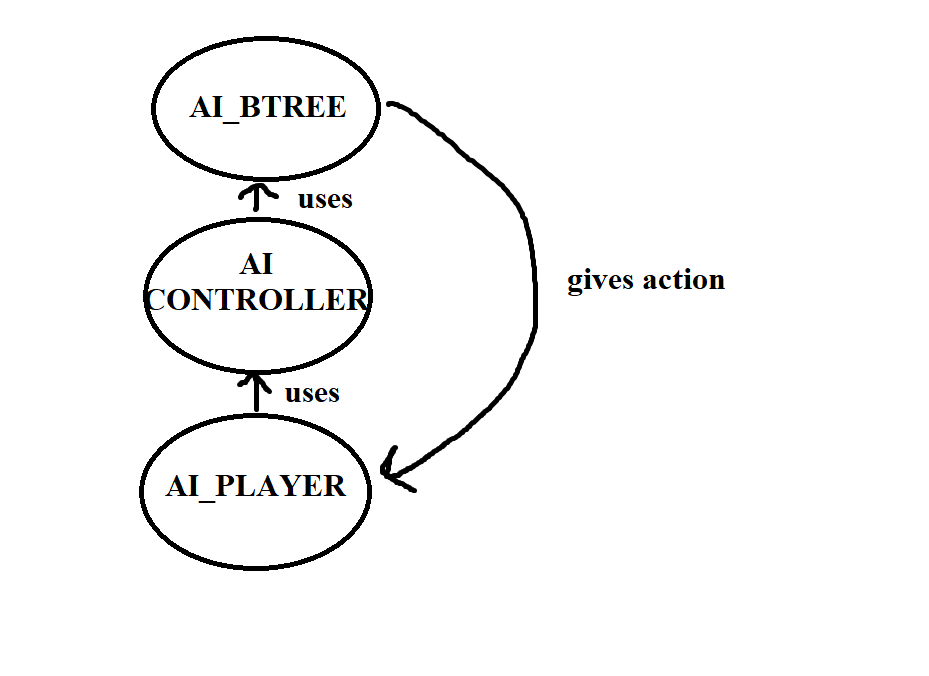 AI_BTREE
uses
AI
CONTROLLER
gives action
uses
AI_PLAYER